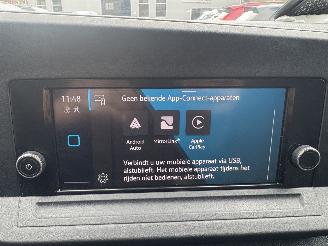 11:48
Geen bekende App-Connect-apparaten
Android Auto
MirrorLink®
Apple CarPlay
Verbindt u uw mobiele apparaat via USB,
alstublieft. Het mobiele apparaat tijdens het
rijden niet bedienen, alstublieft.